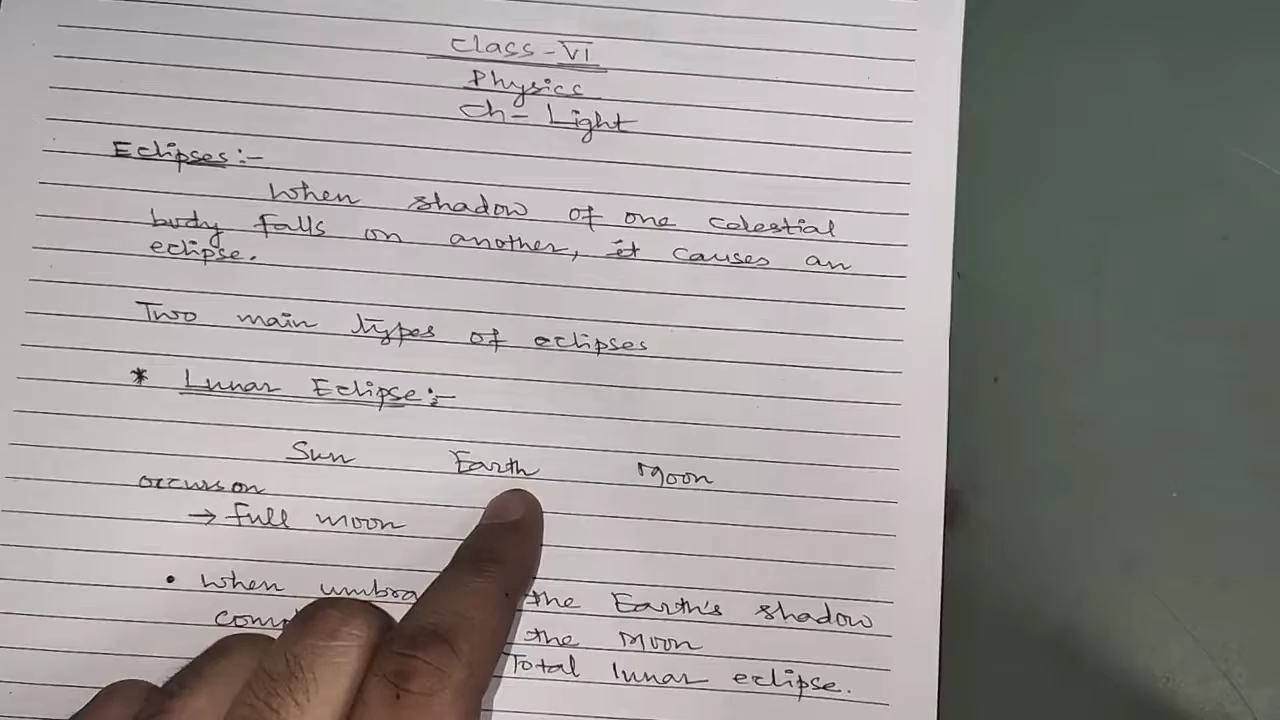 Class-VI
Physics
Ch- Light
Eclipses:-
When shadow of one celestial
body falls on another, it causes an
eclipse.
Two main types of eclipses
* Lunar Eclipse:-
Sun Earth Moon
occurs on
→ full moon
• When umbra the Earth's shadow
the Moon
Total lunar eclipse.